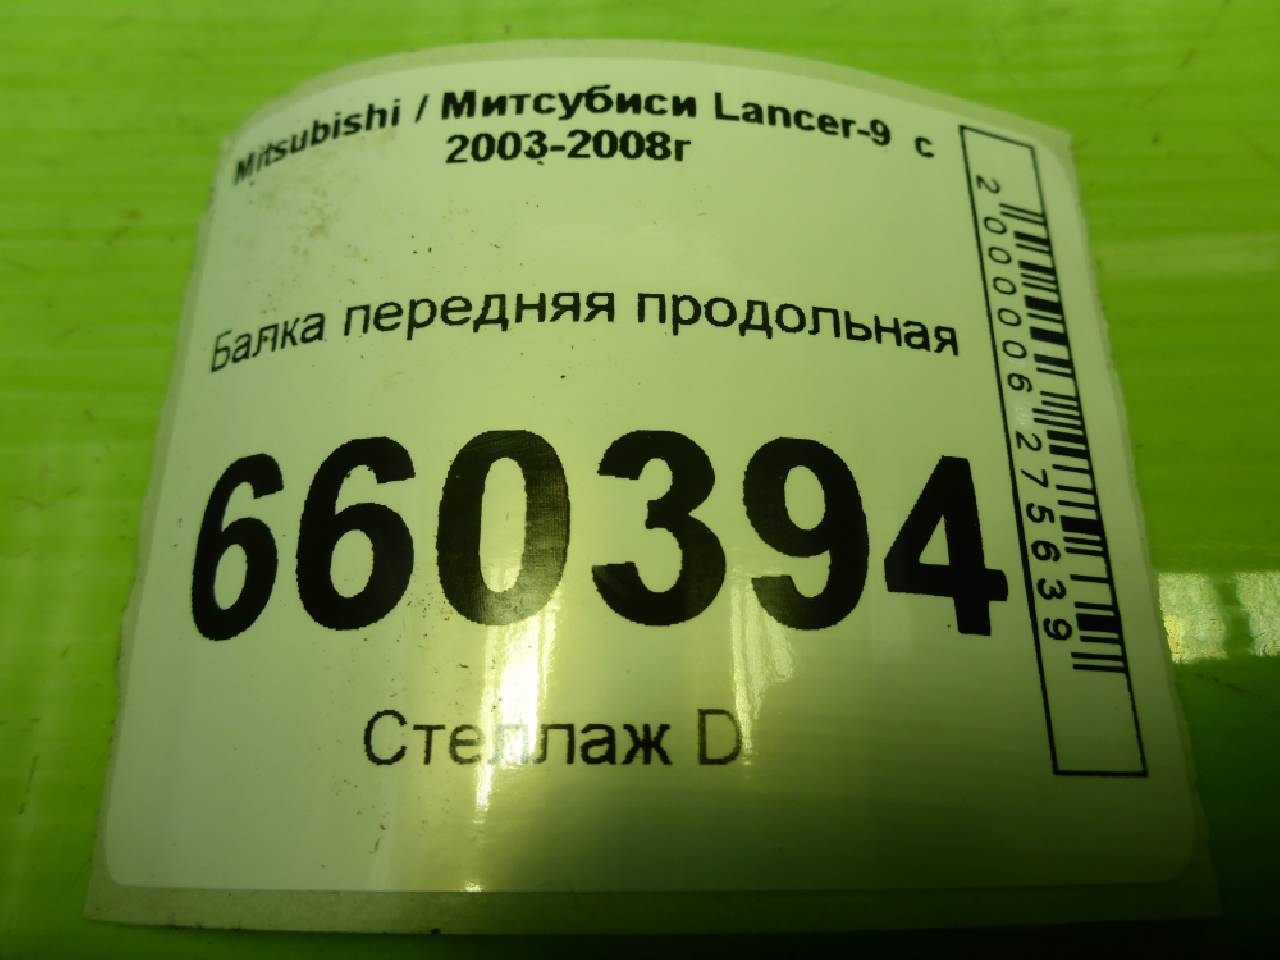 Mitsubishi / Митсубиси Lancer-9 с
2003-2008г
Балка передняя продольная
660394
Стеллаж D
2000006275639